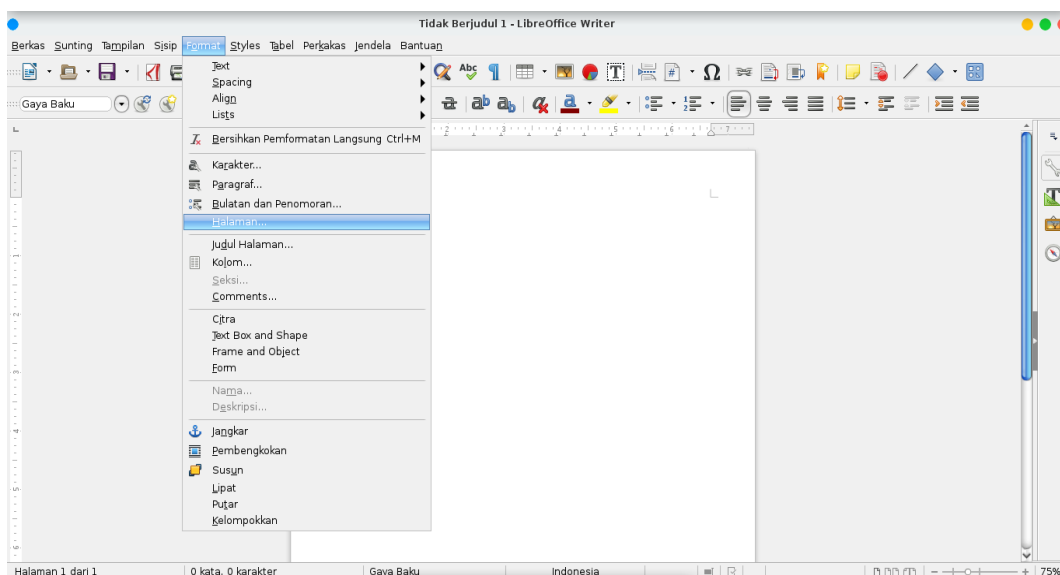 Tidak Berjudul 1 - LibreOffice Writer
Berkas Sunting Tampilan Sisip Format Styles Tabel Perkakas Jendela Bantuan
Text
Spacing
Align
Lists
Gaya Baku
Bersihkan Pemformatan Langsung Ctrl+M
Karakter...
Paragraf...
Bulatan dan Penomoran...
Halaman...
Judul Halaman...
Kolom...
Seksi...
Comments...
Citra
Text Box and Shape
Frame and Object
Form
Nama...
Deskripsi...
Jangkar
Pembengkokan
Susun
Lipat
Putar
Kelompokkan
Halaman 1 dari 1 0 kata, 0 karakter Gaya Baku Indonesia 75%